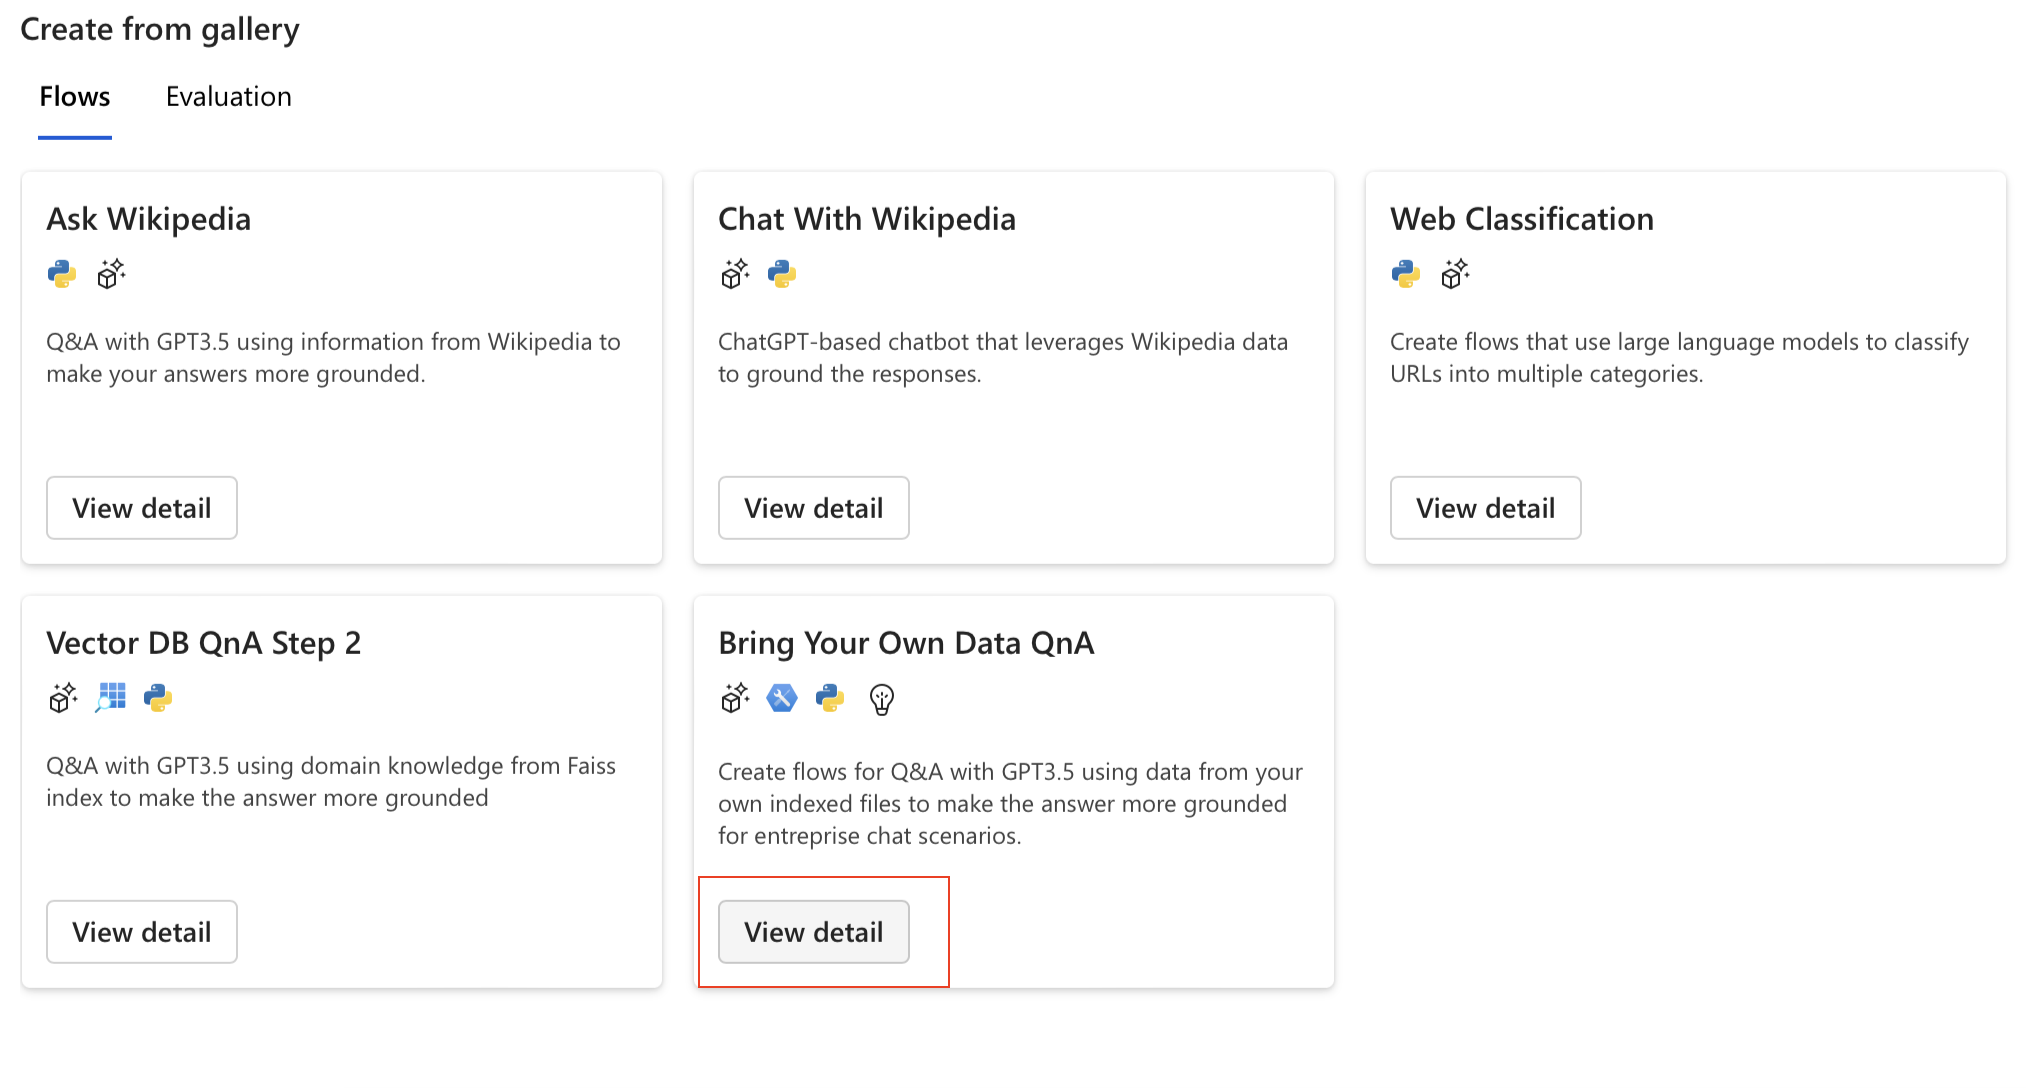 Create from gallery
Flows
Evaluation
Ask Wikipedia
Q&A with GPT3.5 using information from Wikipedia to
make your answers more grounded.
View detail
Chat With Wikipedia
ChatGPT-based chatbot that leverages Wikipedia data
to ground the responses.
View detail
Web Classification
Create flows that use large language models to classify
URLs into multiple categories.
View detail
Vector DB QnA Step 2
Q&A with GPT3.5 using domain knowledge from Faiss
index to make the answer more grounded
View detail
Bring Your Own Data QnA
Create flows for Q&A with GPT3.5 using data from your
own indexed files to make the answer more grounded
for entreprise chat scenarios.
View detail